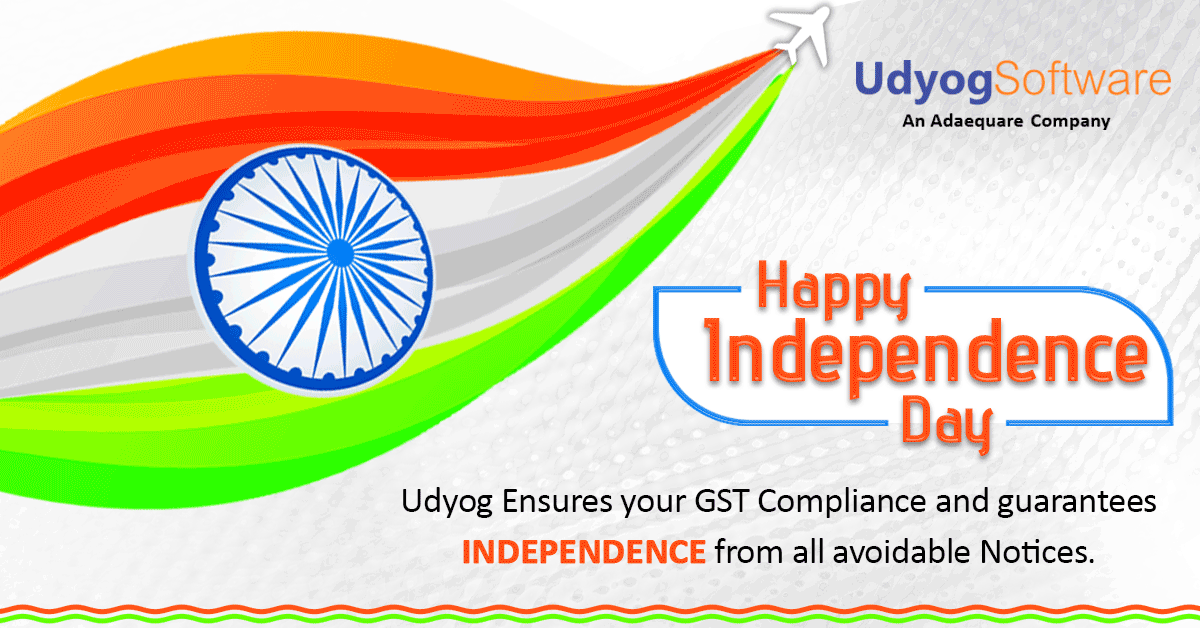 UdyogSoftware
An Adaequare Company
Happy
Independence
Day
Udyog Ensures your GST Compliance and guarantees
INDEPENDENCE from all avoidable Notices.